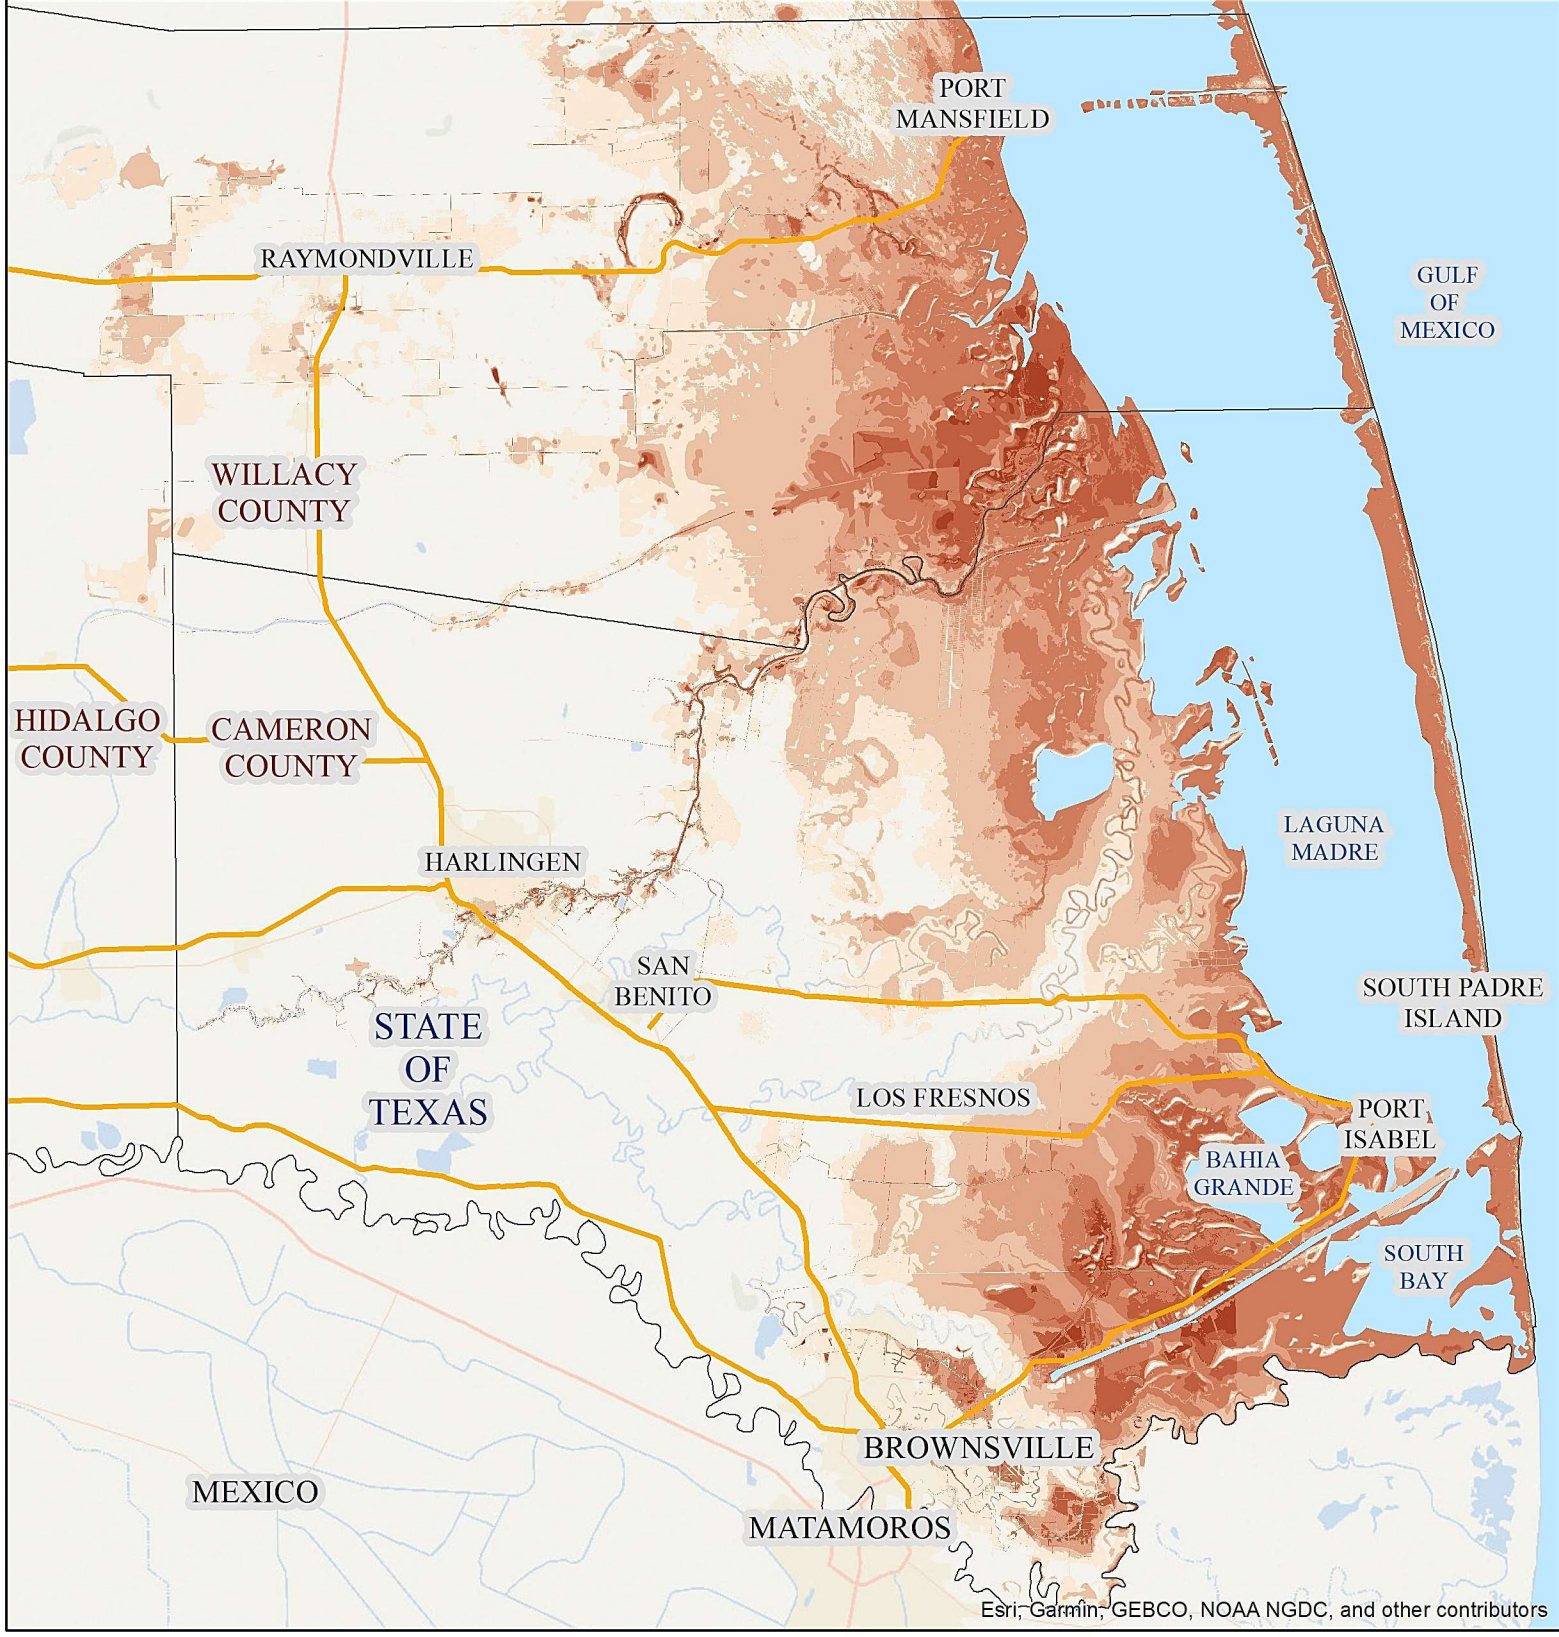 PORT
MANSFIELD
RAYMONDVILLE
GULF
OF
MEXICO
WILLACY
COUNTY
HIDALGO
COUNTY
CAMERON
COUNTY
LAGUNA
MADRE
HARLINGEN
SAN
BENITO
SOUTH PADRE
ISLAND
STATE
OF
TEXAS
LOS FRESNOS
PORT
ISABEL
BAHIA
GRANDE
SOUTH
BAY
BROWNSVILLE
MEXICO
MATAMOROS
Esri, Garmin, GEBCO, NOAA NGDC, and other contributors